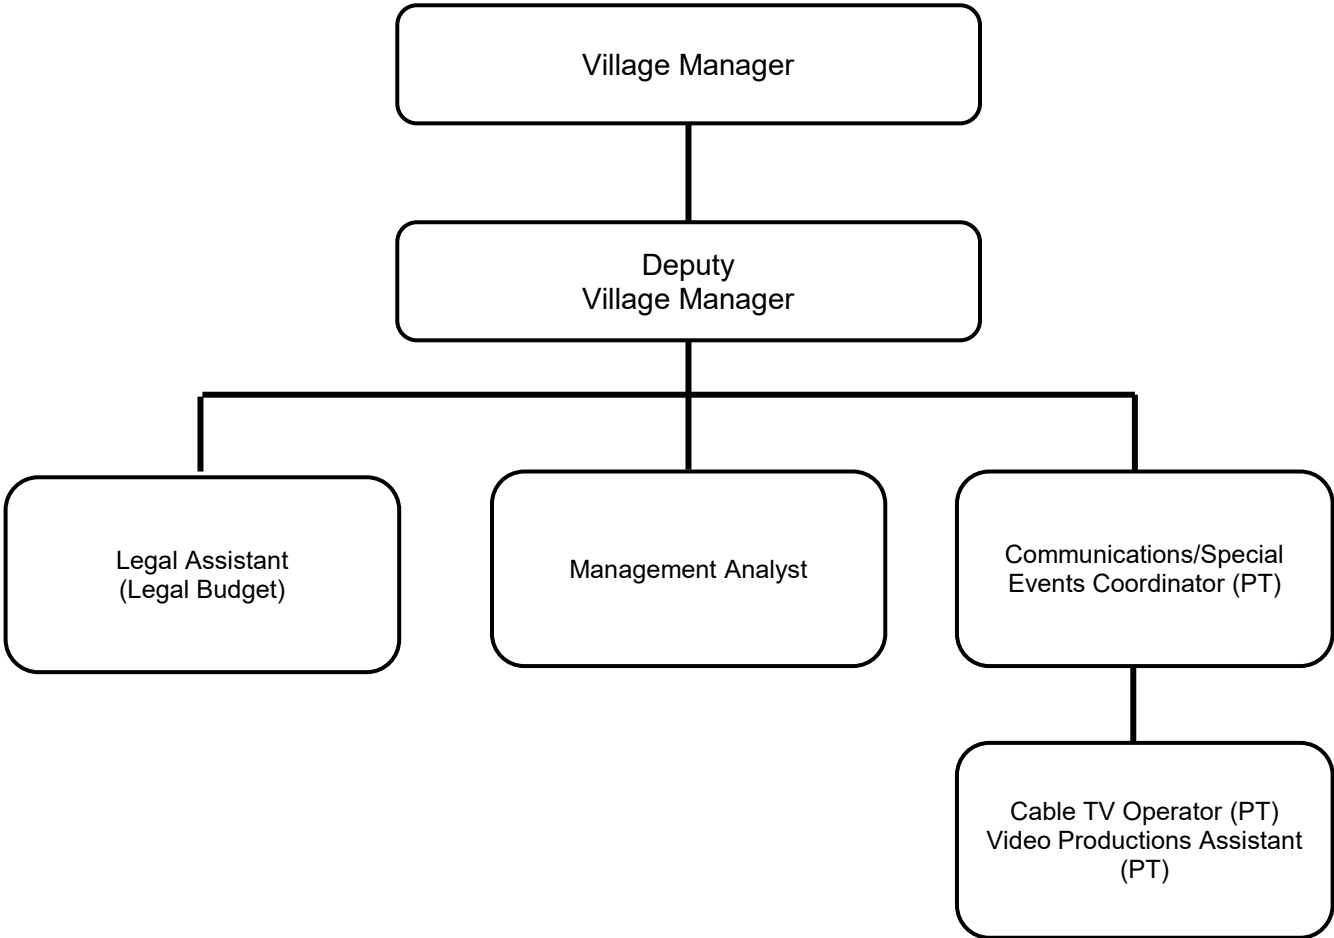 Village Manager
Deputy
Village Manager
Legal Assistant
(Legal Budget)
Management Analyst
Communications/Special
Events Coordinator (PT)
Cable TV Operator (PT)
Video Productions Assistant
(PT)